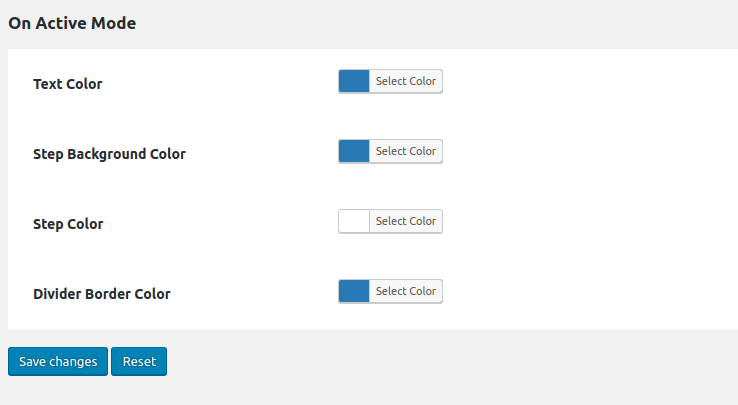 On Active Mode
Text Color Select Color
Step Background Color Select Color
Step Color Select Color
Divider Border Color Select Color
Save changes Reset